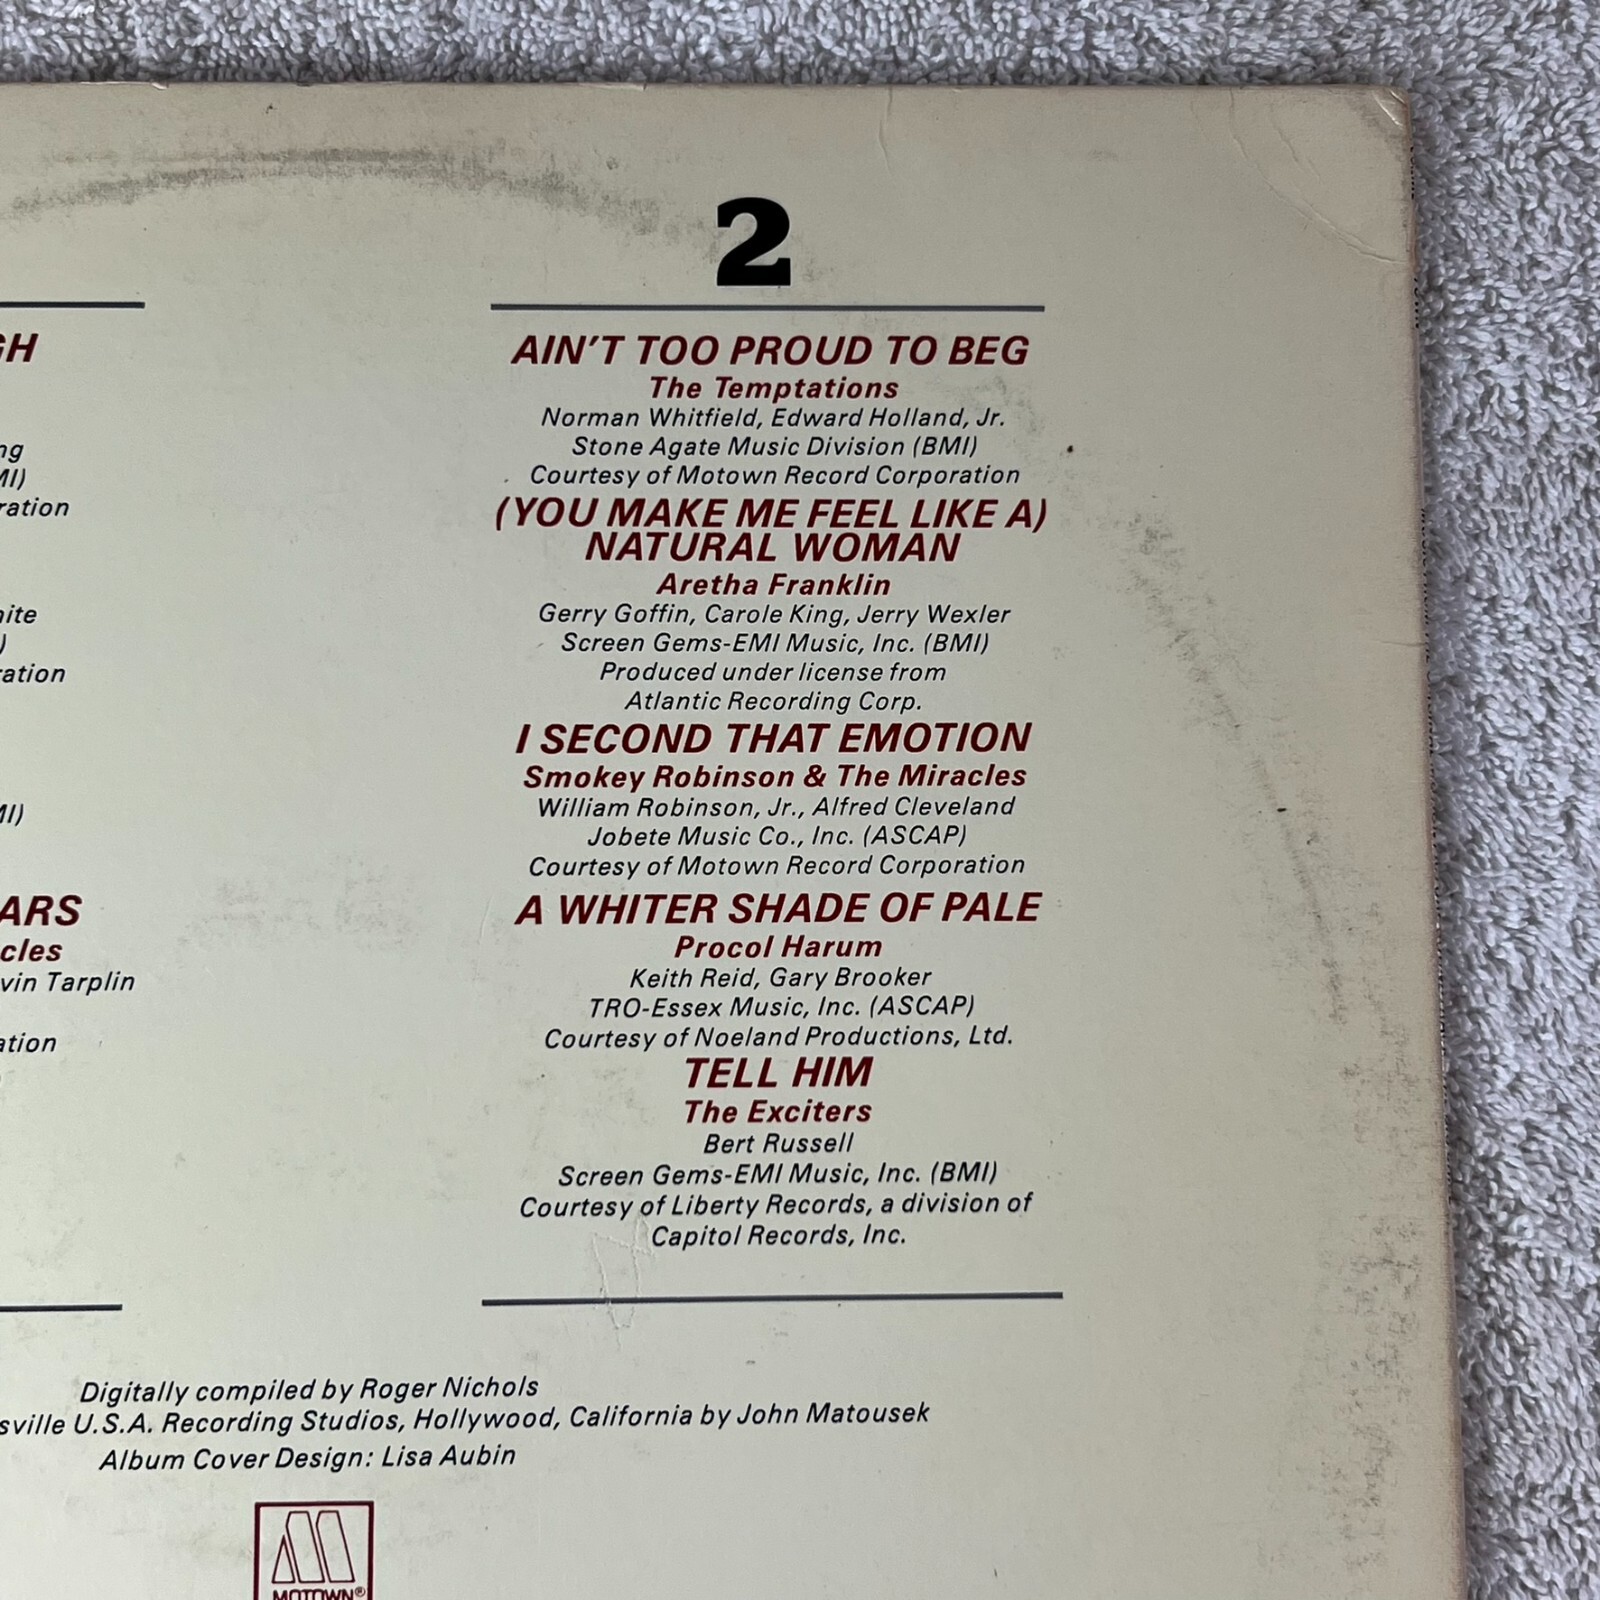 GH
ng
MI)
ration
nite
)
ation
MI)
ARS
cles
vin Tarplin
ation
2
AIN'T TOO PROUD TO BEG
The Temptations
Norman Whitfield, Edward Holland, Jr.
Stone Agate Music Division (BMI)
Courtesy of Motown Record Corporation
(YOU MAKE ME FEEL LIKE A)
NATURAL WOMAN
Aretha Franklin
Gerry Goffin, Carole King, Jerry Wexler
Screen Gems-EMI Music, Inc. (BMI)
Produced under license from
Atlantic Recording Corp.
I SECOND THAT EMOTION
Smokey Robinson & The Miracles
William Robinson, Jr., Alfred Cleveland
Jobete Music Co., Inc. (ASCAP)
Courtesy of Motown Record Corporation
A WHITER SHADE OF PALE
Procol Harum
Keith Reid, Gary Brooker
TRO-Essex Music, Inc. (ASCAP)
Courtesy of Noeland Productions, Ltd.
TELL HIM
The Exciters
Bert Russell
Screen Gems-EMI Music, Inc. (BMI)
Courtesy of Liberty Records, a division of
Capitol Records, Inc.
Digitally compiled by Roger Nichols
sville U.S.A. Recording Studios, Hollywood, California by John Matousek
Album Cover Design: Lisa Aubin
MOTOWN®